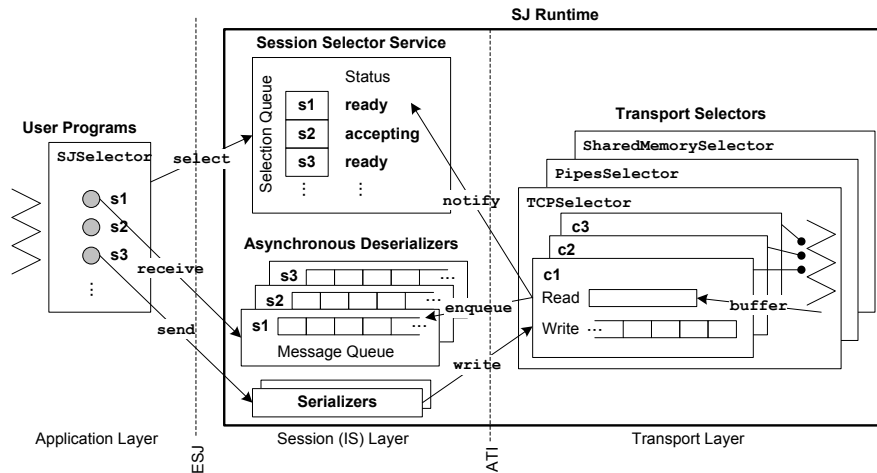 SJ Runtime
Session Selector Service
Status
Selection Queue
s1 ready
s2 accepting
s3 ready
⋮ ⋮
User Programs
SJSelector
s1
s2
s3
⋮
select
receive
send
notify
Transport Selectors
SharedMemorySelector
PipesSelector
TCPSelector
c3
c2
c1
Read
buffer
Write ...
Asynchronous Deserializers
s3 ...
s2 ...
s1 ...
Message Queue
enqueue
write
Serializers
Application Layer
ESJ
Session (IS) Layer
ATI
Transport Layer